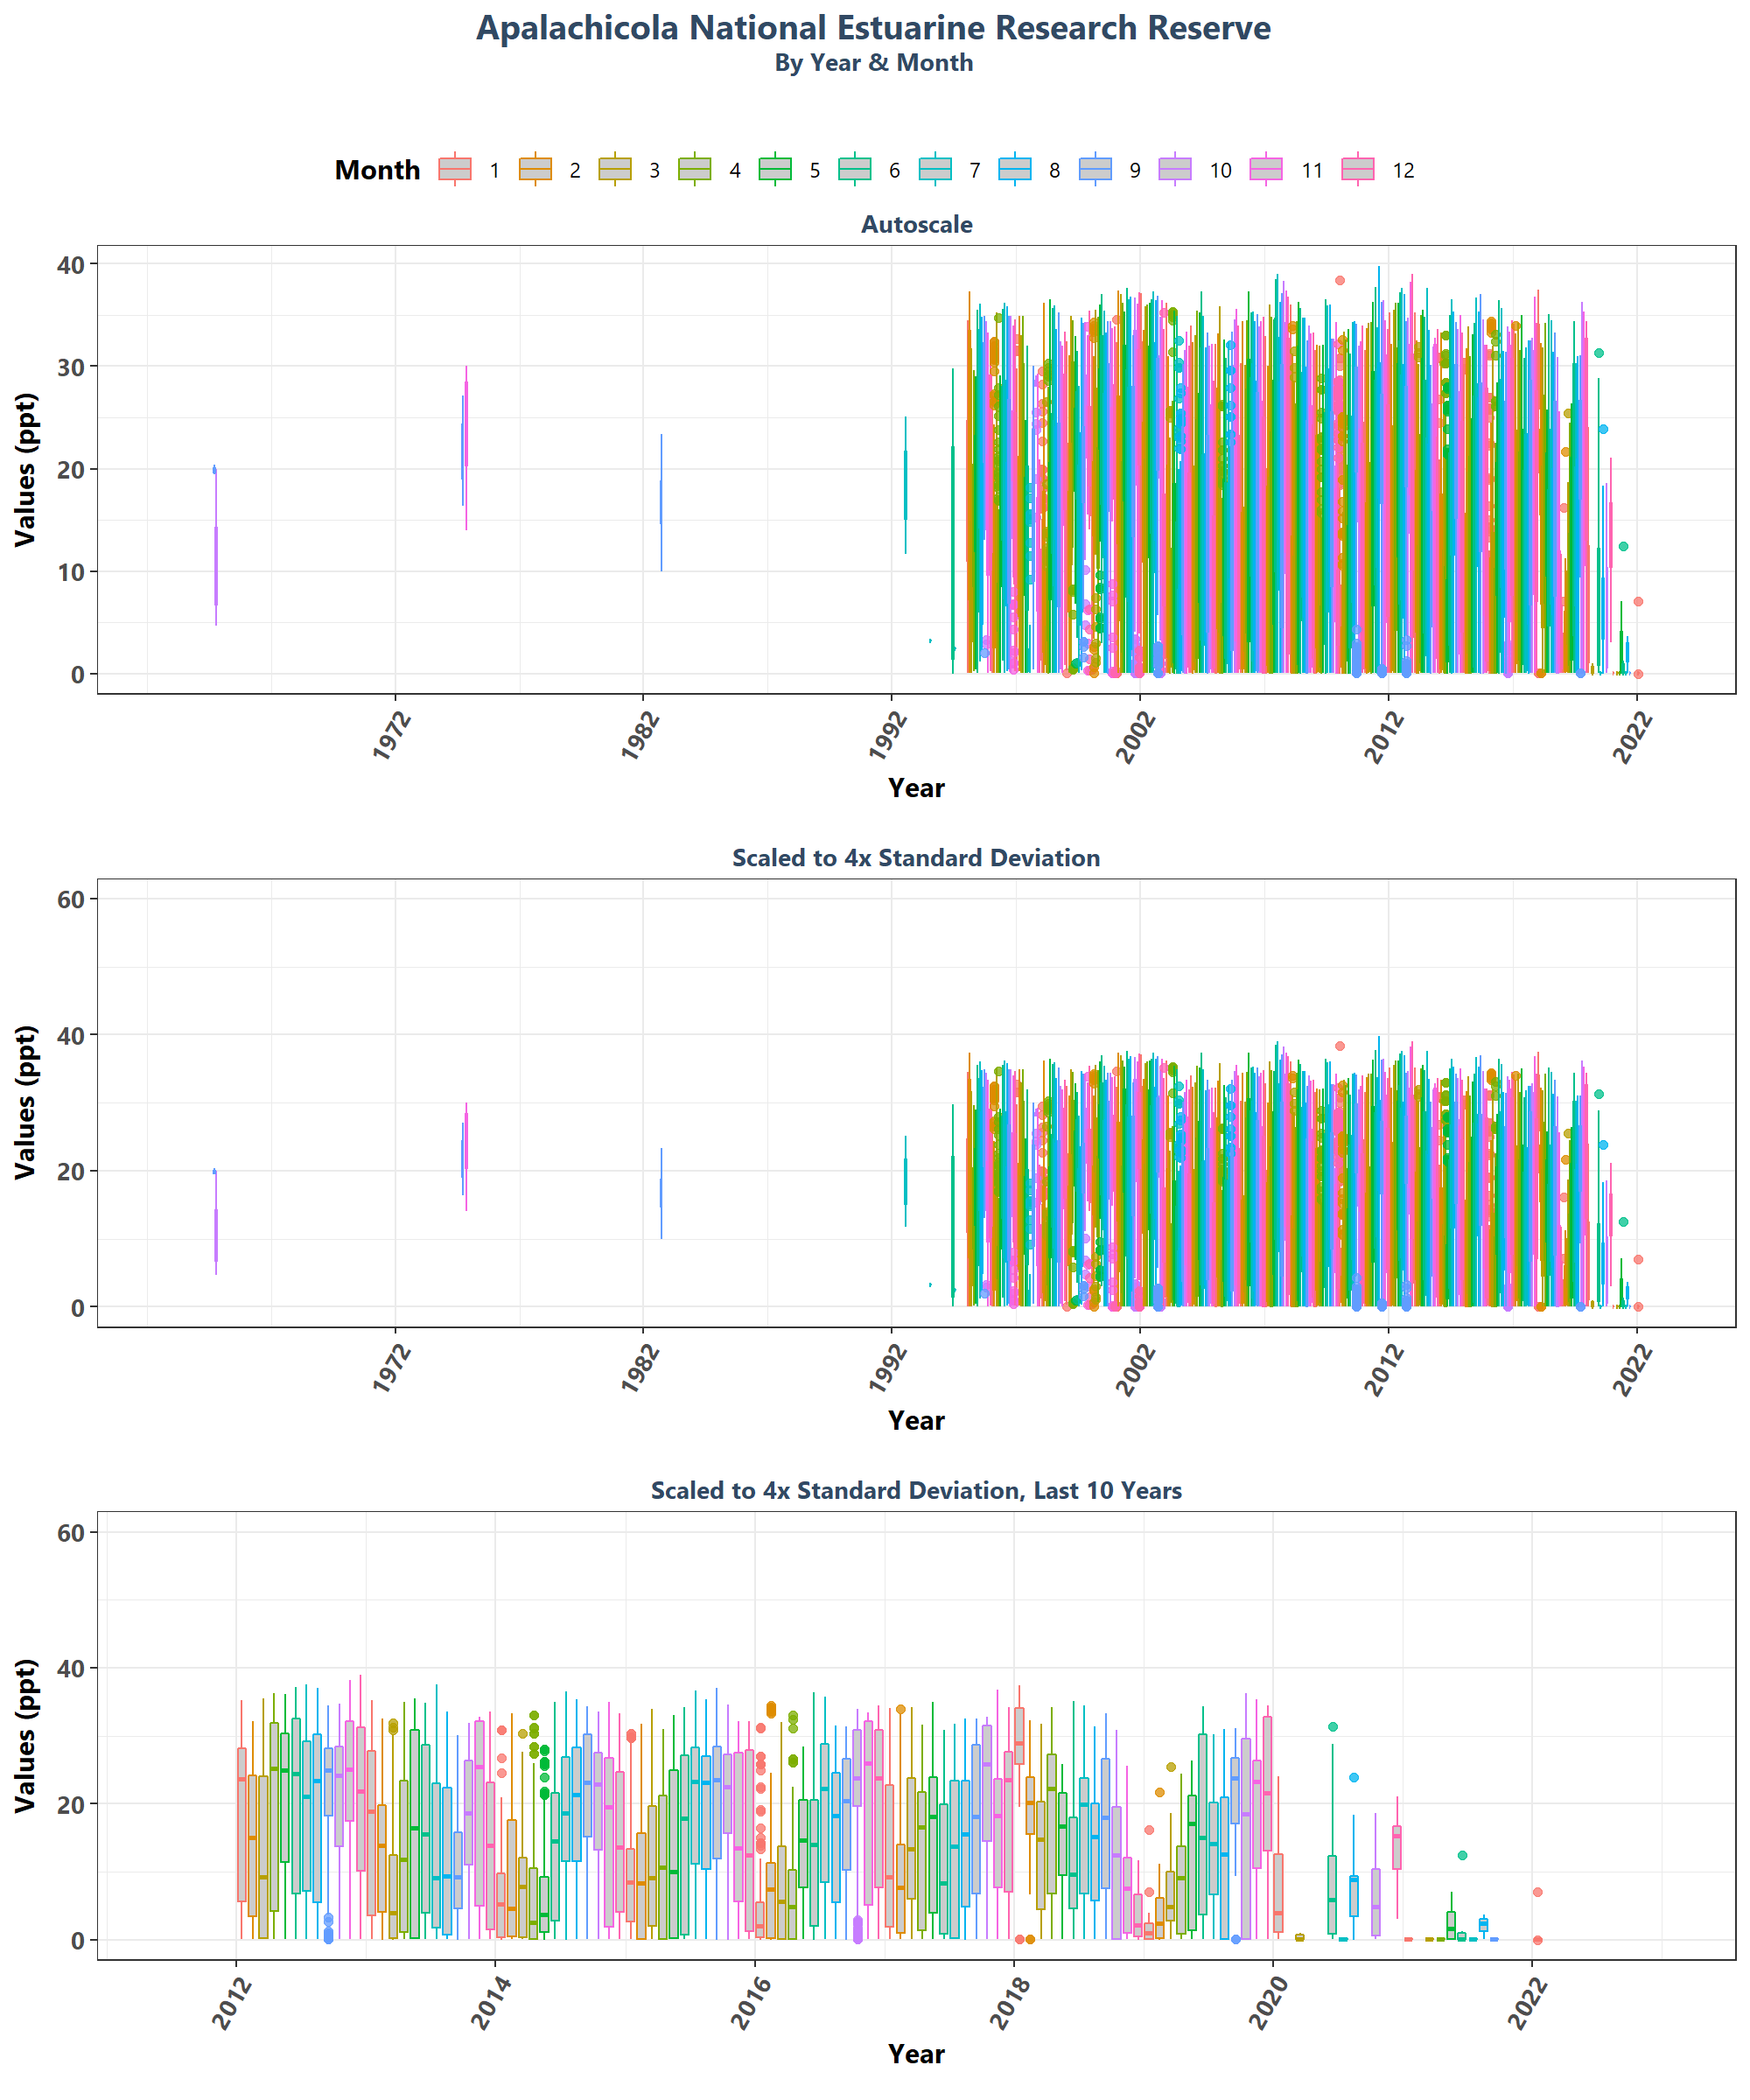 Apalachicola National Estuarine Research Reserve
By Year & Month
Month 1 2 3 4 5 6 7 8 9 10 11 12
Autoscale
Values (ppt)
40
30
20
10
0
1972 1982 1992 2002 2012 2022
Year
Scaled to 4x Standard Deviation
Values (ppt)
60
40
20
0
1972 1982 1992 2002 2012 2022
Year
Scaled to 4x Standard Deviation, Last 10 Years
Values (ppt)
60
40
20
0
2012 2014 2016 2018 2020 2022
Year